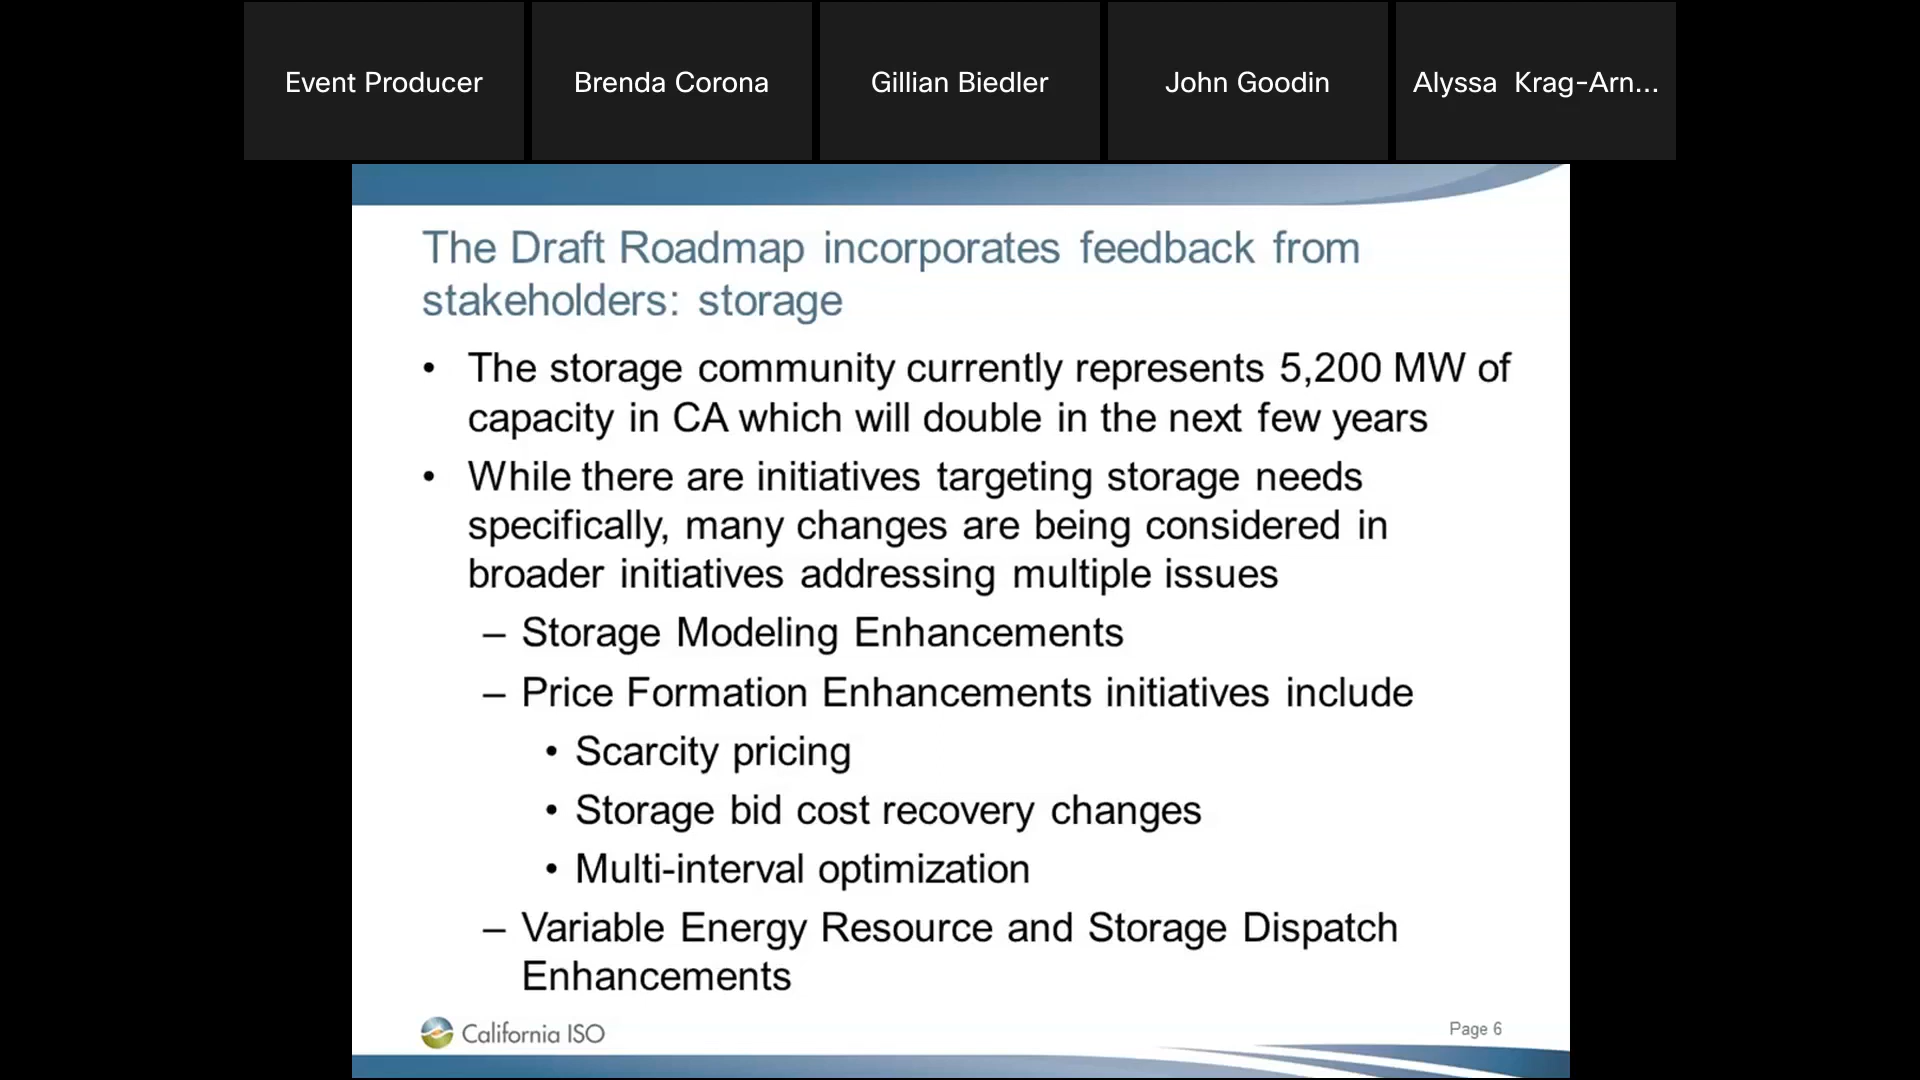 Event Producer
Brenda Corona
Gillian Biedler
John Goodin
Alyssa Krag-Arn...
The Draft Roadmap incorporates feedback from
stakeholders: storage
• The storage community currently represents 5,200 MW of
capacity in CA which will double in the next few years
• While there are initiatives targeting storage needs
specifically, many changes are being considered in
broader initiatives addressing multiple issues
– Storage Modeling Enhancements
– Price Formation Enhancements initiatives include
• Scarcity pricing
• Storage bid cost recovery changes
• Multi-interval optimization
– Variable Energy Resource and Storage Dispatch
Enhancements
California ISO
Page 6